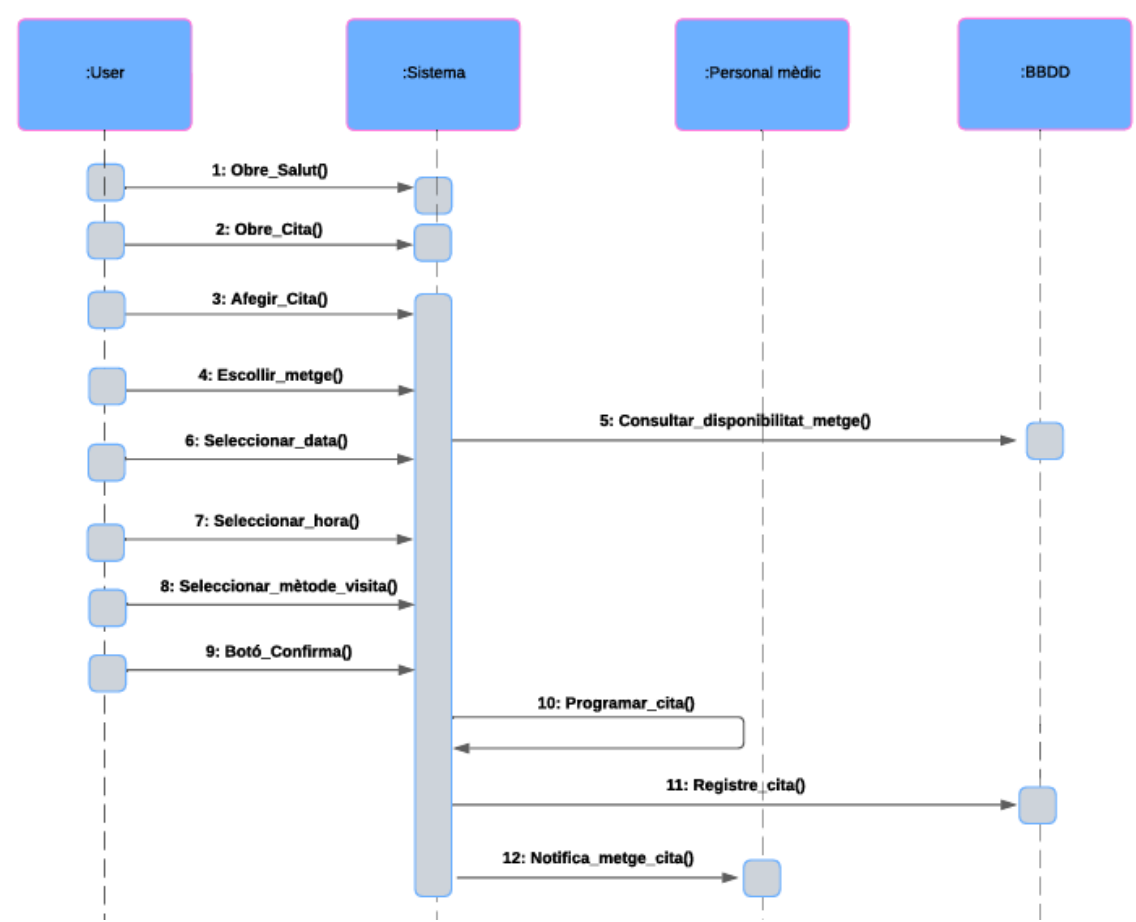 :User
:Sistema
:Personal mèdic
:BBDD
1: Obre_Salut()
2: Obre_Cita()
3: Afegir_Cita()
4: Escollir_metge()
5: Consultar_disponibilitat_metge()
6: Seleccionar_data()
7: Seleccionar_hora()
8: Seleccionar_mètode_visita()
9: Botó_Confirma()
10: Programar_cita()
11: Registre_cita()
12: Notifica_metge_cita()